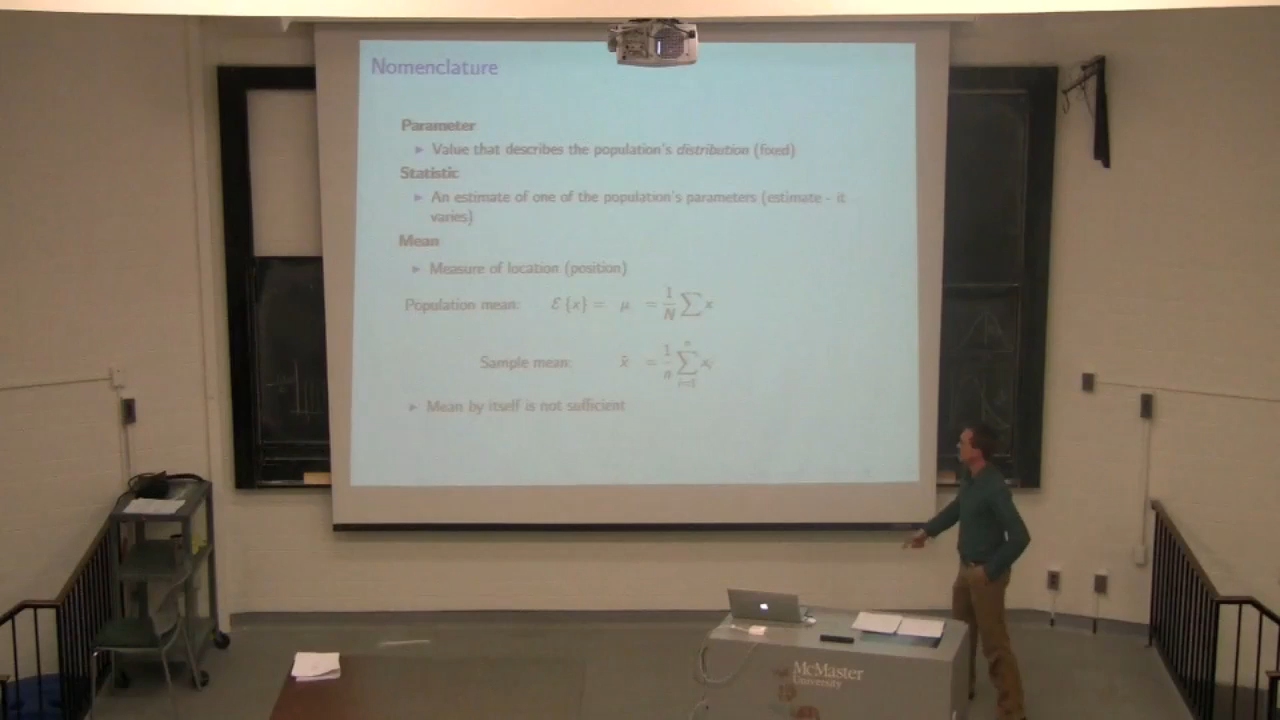 Nomenclature
Parameter
▶ Value that describes the population's distribution (fixed)
Statistic
▶ An estimate of one of the population's parameters (estimate - it
varies)
Mean
▶ Measure of location (position)
Population mean: ℰ{x} = μ = 1/N ∑ x
Sample mean: x̄ = 1/n ∑_{i=1}^{n} x_i
▶ Mean by itself is not sufficient
McMaster
University